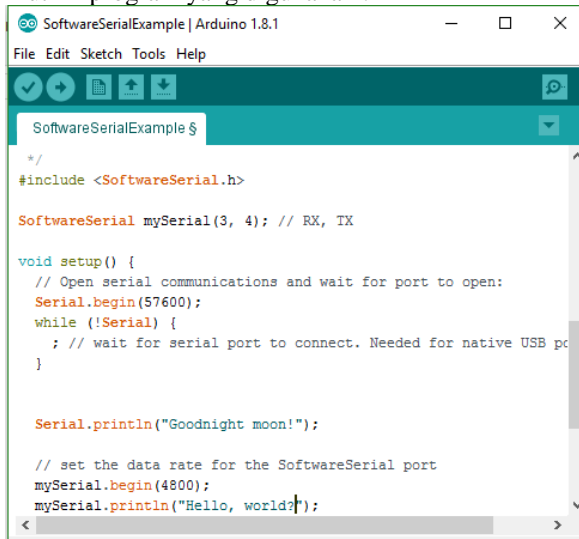 SoftwareSerialExample | Arduino 1.8.1
File Edit Sketch Tools Help
SoftwareSerialExample §
*/
#include <SoftwareSerial.h>
SoftwareSerial mySerial(3, 4); // RX, TX
void setup() {
// Open serial communications and wait for port to open:
Serial.begin(57600);
while (!Serial) {
; // wait for serial port to connect. Needed for native USB po
}
Serial.println("Goodnight moon!");
// set the data rate for the SoftwareSerial port
mySerial.begin(4800);
mySerial.println("Hello, world?");